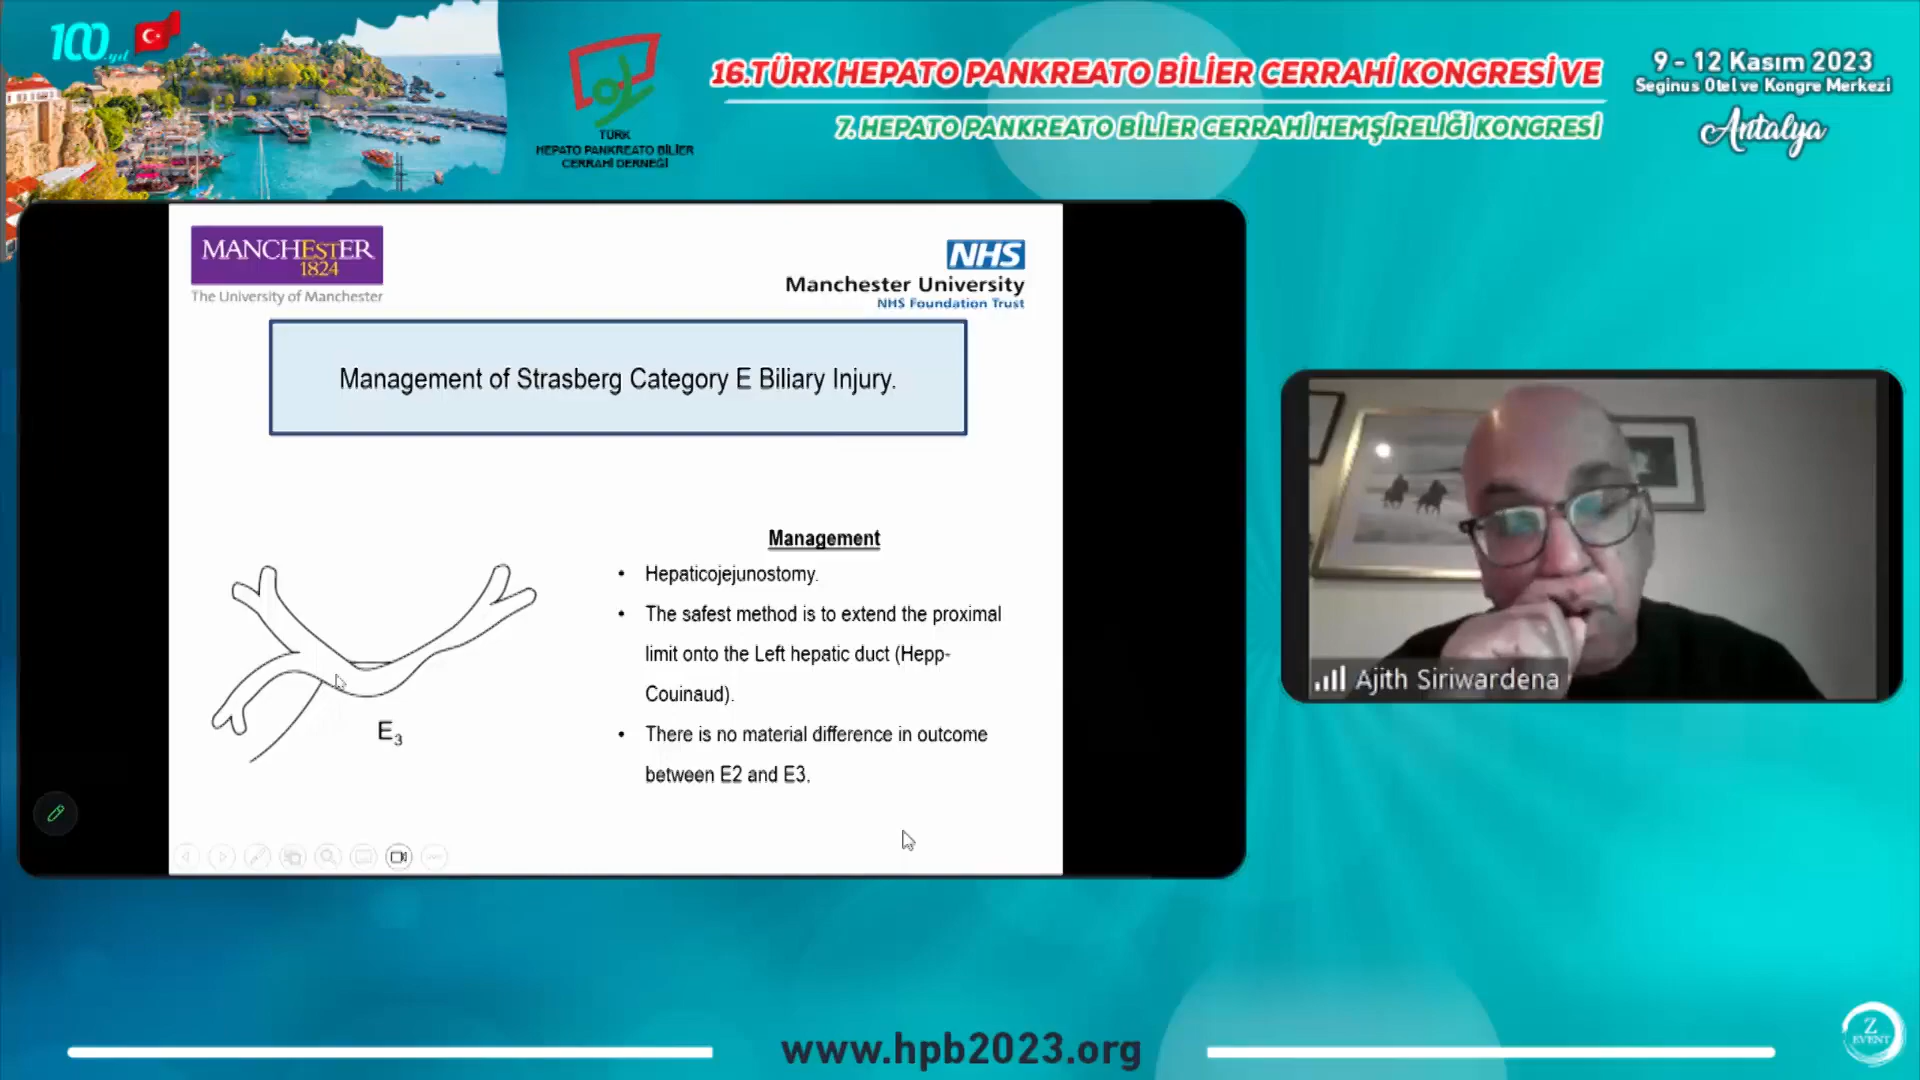 100.yıl
TÜRK
HEPATO PANKREATO BİLİER
CERRAHİ DERNEĞİ
16.TÜRK HEPATO PANKREATO BİLİER CERRAHİ KONGRESİ VE
7. HEPATO PANKREATO BİLİER CERRAHİ HEMŞİRELİĞİ KONGRESİ
9 - 12 Kasım 2023
Seginus Otel ve Kongre Merkezi
Antalya
MANCHESTER
1824
The University of Manchester
NHS
Manchester University
NHS Foundation Trust
Management of Strasberg Category E Biliary Injury.
Management
• Hepaticojejunostomy.
• The safest method is to extend the proximal
limit onto the Left hepatic duct (Hepp-
Couinaud).
• There is no material difference in outcome
between E2 and E3.
E3
Ajith Siriwardena
www.hpb2023.org
Z
EVENT